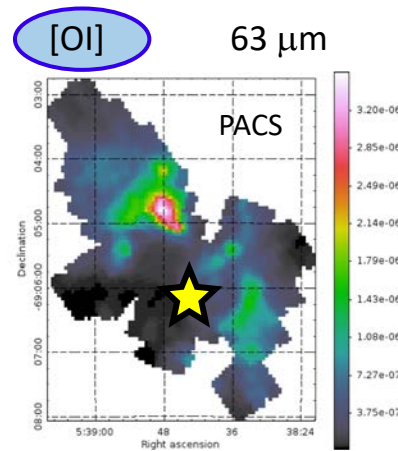 [OI] 63 μm
PACS
03:00
04:00
05:00
-69:06:00
07:00
08:00
Declination
5:39:00 48 36 38:24
Right ascension
3.20e-06
2.85e-06
2.49e-06
2.14e-06
1.78e-06
1.43e-06
1.08e-06
7.27e-07
3.75e-07